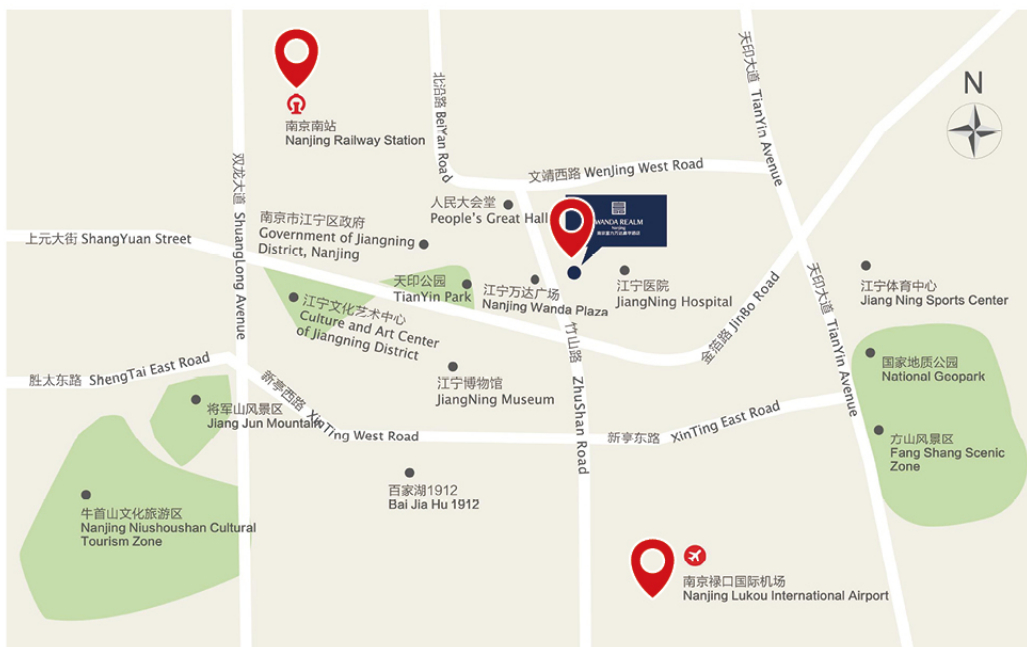 N
南京南站
Nanjing Railway Station
双龙大道 ShuangLong Avenue
北沿路 BeiYan Road
天印大道 TianYin Avenue
文靖西路 WenJing West Road
人民大会堂
People's Great Hall
WANDA REALM
南京市江宁区政府
Government of Jiangning
District, Nanjing
上元大街 ShangYuan Street
天印公园
TianYin Park
江宁万达广场
Nanjing Wanda Plaza
江宁医院
JiangNing Hospital
金箔路 JinBo Road
天印大道 TianYin Avenue
江宁体育中心
Jiang Ning Sports Center
江宁文化艺术中心
Culture and Art Center
of Jiangning District
竹山路 ZhuShan Road
国家地质公园
National Geopark
胜太东路 ShengTai East Road
新亭西路 XinTing West Road
江宁博物馆
JiangNing Museum
将军山风景区
Jiang Jun Mountain
新亭东路 XinTing East Road
方山风景区
Fang Shang Scenic
Zone
百家湖1912
Bai Jia Hu 1912
牛首山文化旅游区
Nanjing Niushoushan Cultural
Tourism Zone
南京禄口国际机场
Nanjing Lukou International Airport